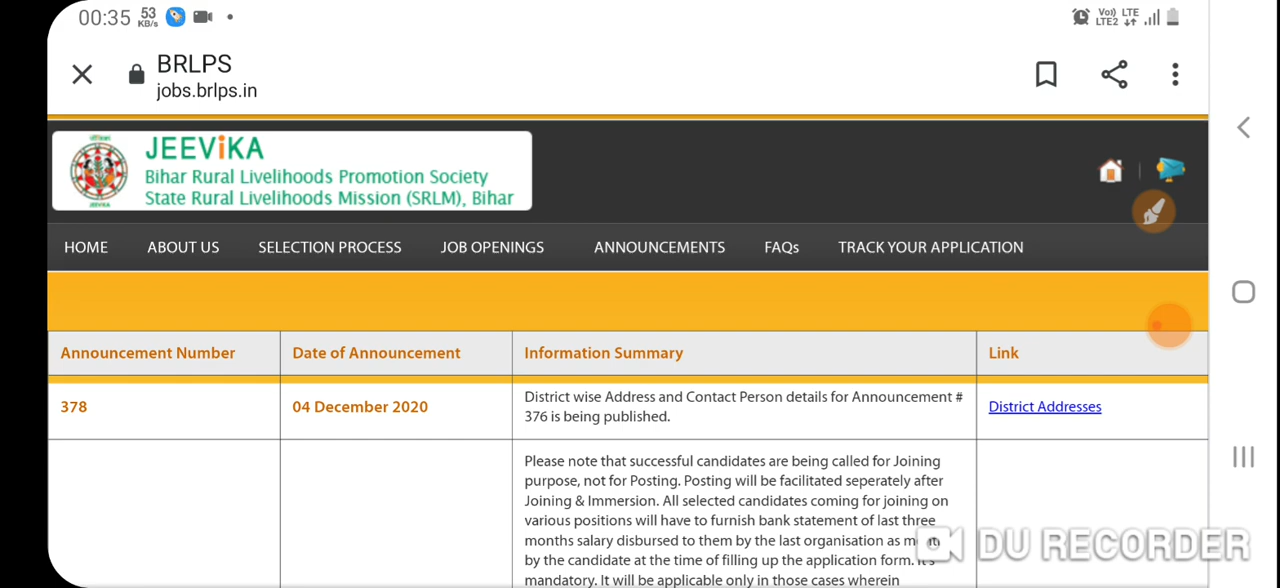 00:35 53 KB/s Vo)) LTE LTE2
BRLPS
jobs.brlps.in
JEEViKA
Bihar Rural Livelihoods Promotion Society
State Rural Livelihoods Mission (SRLM), Bihar
JEEViKA
HOME ABOUT US SELECTION PROCESS JOB OPENINGS ANNOUNCEMENTS FAQs TRACK YOUR APPLICATION
Announcement Number Date of Announcement Information Summary Link
378 04 December 2020 District wise Address and Contact Person details for Announcement # District Addresses
376 is being published.
Please note that successful candidates are being called for Joining
purpose, not for Posting. Posting will be facilitated seperately after
Joining & Immersion. All selected candidates coming for joining on
various positions will have to furnish bank statement of last three
months salary disbursed to them by the last organisation as
by the candidate at the time of filling up the application form. It's
mandatory. It will be applicable only in those cases wherein
DU RECORDER